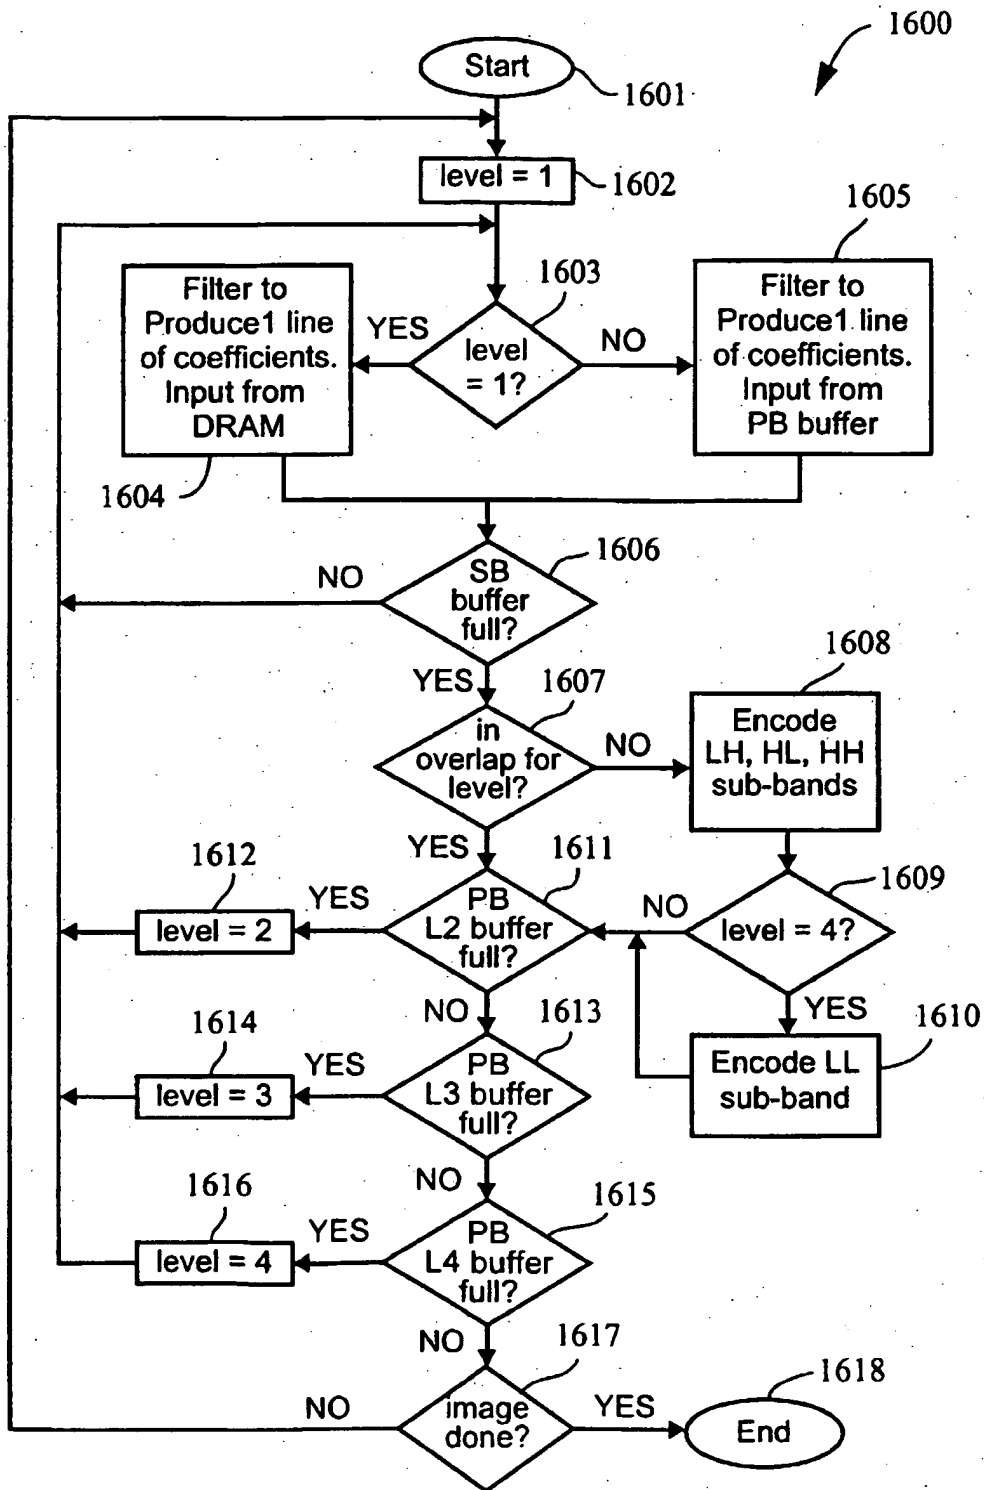 1600
Start
1601
level = 1
1602
1605
1603
Filter to
Produce1 line
of coefficients.
Input from
DRAM
YES
level
= 1?
NO
Filter to
Produce1 line
of coefficients.
Input from
PB buffer
1604
1606
NO
SB
buffer
full?
YES
1607
1608
in
overlap for
level?
NO
Encode
LH, HL, HH
sub-bands
YES
1611
1612
1609
level = 2
YES
PB
L2 buffer
full?
NO
level = 4?
NO
1613
YES
1610
1614
level = 3
YES
PB
L3 buffer
full?
Encode LL
sub-band
NO
1615
1616
level = 4
YES
PB
L4 buffer
full?
NO
1617
1618
NO
image
done?
YES
End